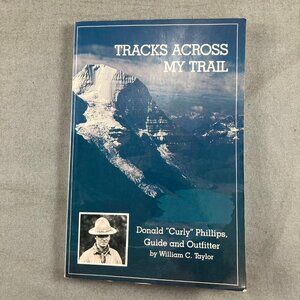 TRACKS ACROSS
MY TRAIL
Donald "Curly" Phillips,
Guide and Outfitter
by William C. Taylor